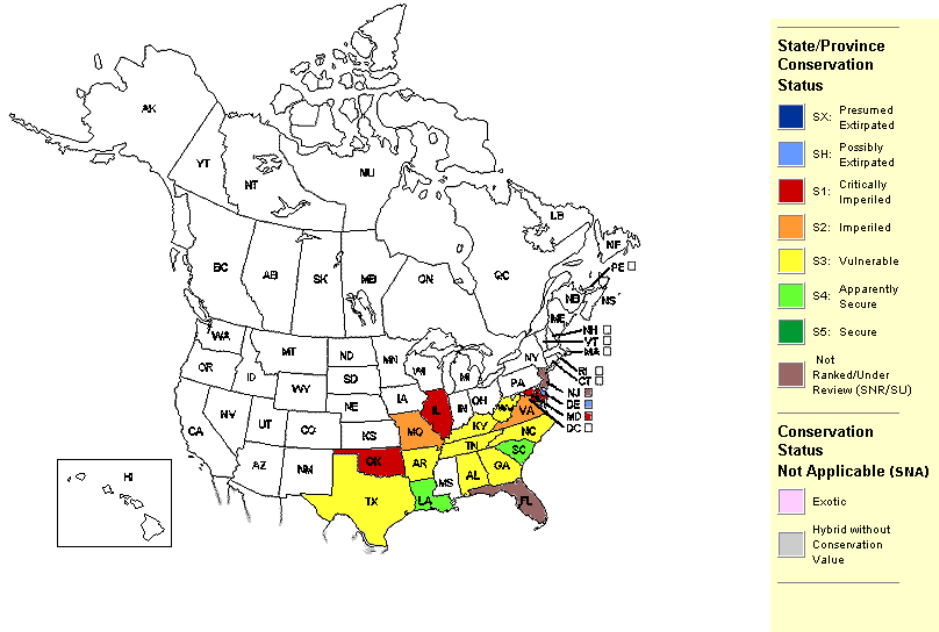 AK
YT
NT
NU
BC
AB
SK
MB
ON
QC
LB
NF
PE
NB
NS
ME
NH
VT
MA
RI
CT
NJ
DE
MD
DC
WA
OR
ID
MT
ND
MN
WI
MI
NY
PA
OH
IN
IL
IA
SD
WY
NE
NV
UT
CO
KS
MO
KY
WV
VA
CA
AZ
NM
OK
AR
TN
NC
SC
TX
LA
MS
AL
GA
FL
HI
State/Province
Conservation
Status
SX: Presumed
Extirpated
SH: Possibly
Extirpated
S1: Critically
Imperiled
S2: Imperiled
S3: Vulnerable
S4: Apparently
Secure
S5: Secure
Not
Ranked/Under
Review (SNR/SU)
Conservation
Status
Not Applicable (SNA)
Exotic
Hybrid without
Conservation
Value